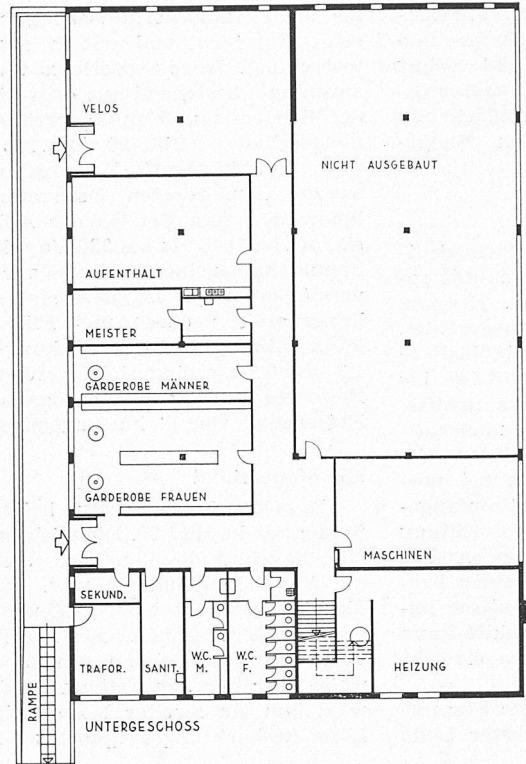 VELOS
NICHT AUSGEBAUT
AUFENTHALT
MEISTER
GARDEROBE MÄNNER
GARDEROBE FRAUEN
MASCHINEN
SEKUND.
TRAFOR.
SANIT.
W.C.
M.
W.C.
F.
HEIZUNG
RAMPE
UNTERGESCHOSS